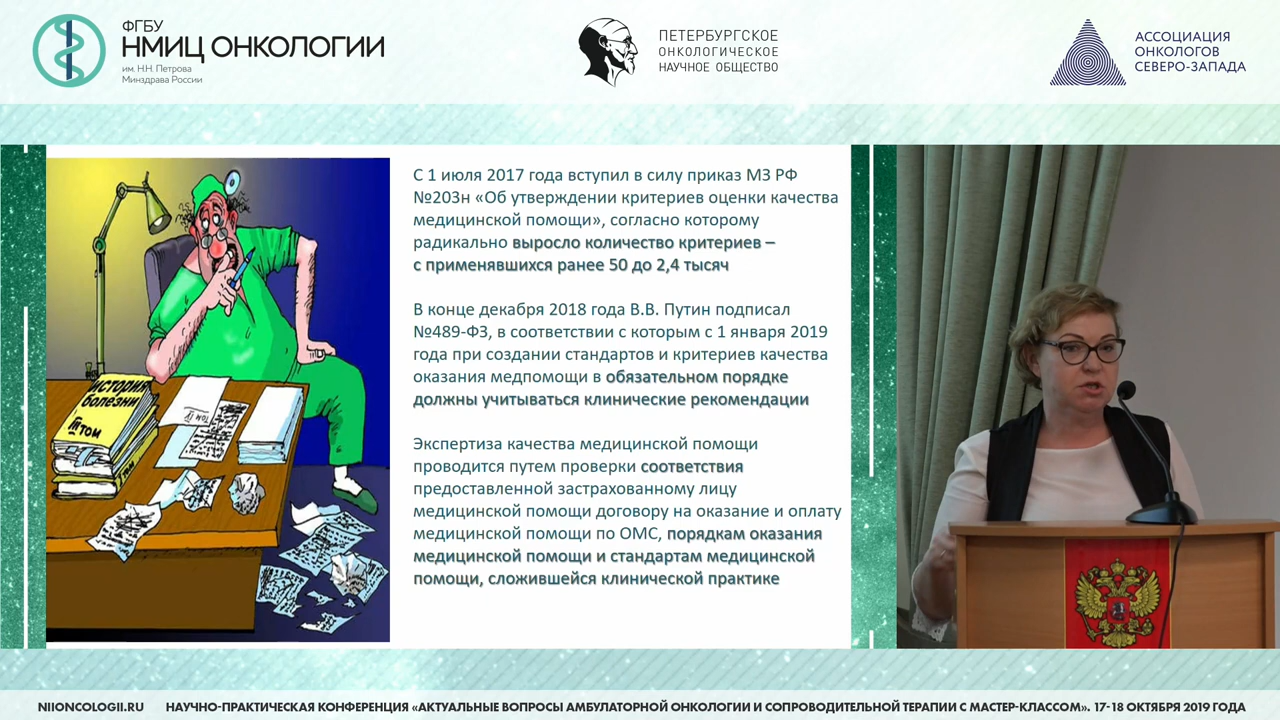 ФГБУ
НМИЦ ОНКОЛОГИИ
им. Н.Н. Петрова
Минздрава России
ПЕТЕРБУРГСКОЕ
ОНКОЛОГИЧЕСКОЕ
НАУЧНОЕ ОБЩЕСТВО
АССОЦИАЦИЯ
ОНКОЛОГОВ
СЕВЕРО-ЗАПАДА
ИСТОРИЯ
БОЛЕЗНИ
III ТОМ
ТОМ IV
С 1 июля 2017 года вступил в силу приказ МЗ РФ
№203н «Об утверждении критериев оценки качества
медицинской помощи», согласно которому
радикально выросло количество критериев –
с применявшихся ранее 50 до 2,4 тысяч
В конце декабря 2018 года В.В. Путин подписал
№489-ФЗ, в соответствии с которым с 1 января 2019
года при создании стандартов и критериев качества
оказания медпомощи в обязательном порядке
должны учитываться клинические рекомендации
Экспертиза качества медицинской помощи
проводится путем проверки соответствия
предоставленной застрахованному лицу
медицинской помощи договору на оказание и оплату
медицинской помощи по ОМС, порядкам оказания
медицинской помощи и стандартам медицинской
помощи, сложившейся клинической практике
NIIONCOLOGII.RU НАУЧНО-ПРАКТИЧЕСКАЯ КОНФЕРЕНЦИЯ «АКТУАЛЬНЫЕ ВОПРОСЫ АМБУЛАТОРНОЙ ОНКОЛОГИИ И СОПРОВОДИТЕЛЬНОЙ ТЕРАПИИ С МАСТЕР-КЛАССОМ». 17-18 ОКТЯБРЯ 2019 ГОДА